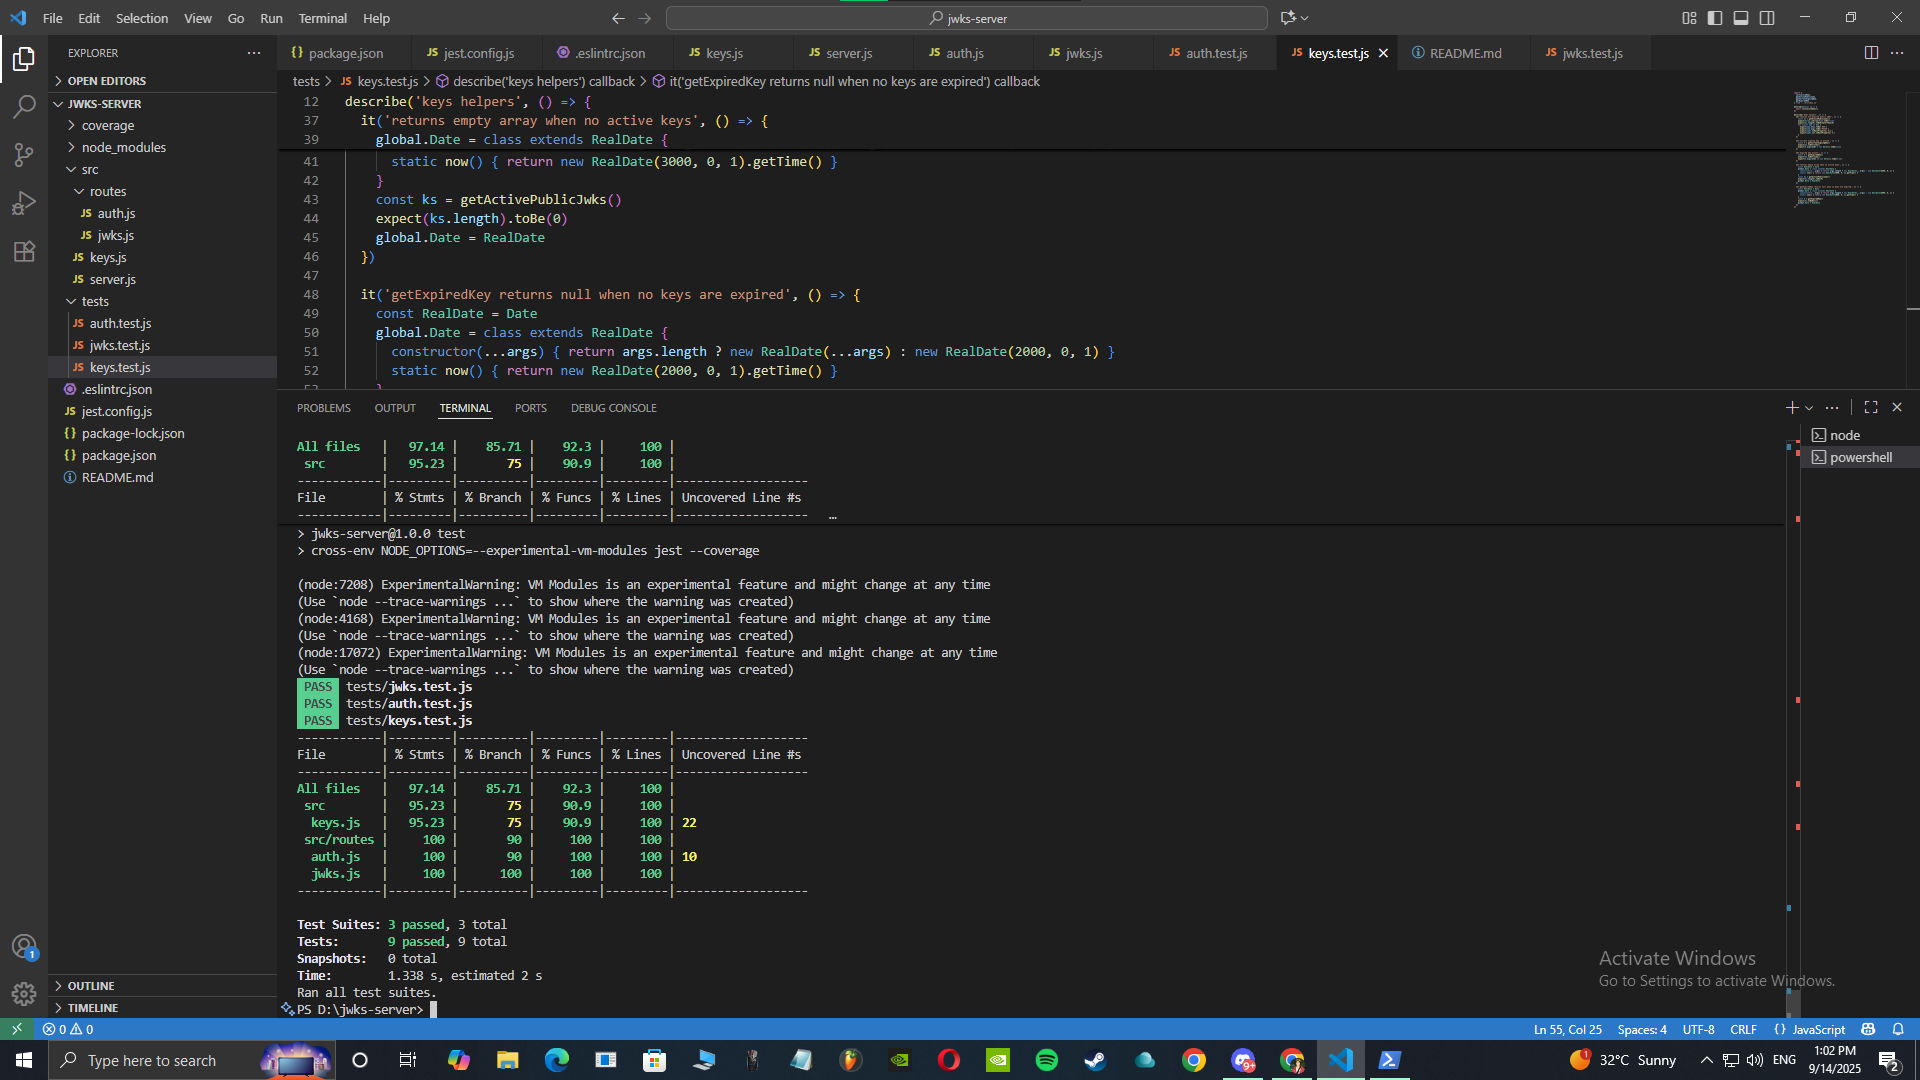 File Edit Selection View Go Run Terminal Help
jwks-server
EXPLORER
OPEN EDITORS
JWKS-SERVER
coverage
node_modules
src
routes
JS auth.js
JS jwks.js
JS keys.js
JS server.js
tests
JS auth.test.js
JS jwks.test.js
JS keys.test.js
.eslintrc.json
JS jest.config.js
{} package-lock.json
{} package.json
README.md
OUTLINE
TIMELINE
{} package.json JS jest.config.js .eslintrc.json JS keys.js JS server.js JS auth.js JS jwks.js JS auth.test.js JS keys.test.js README.md JS jwks.test.js
tests > JS keys.test.js > describe('keys helpers') callback > it('getExpiredKey returns null when no keys are expired') callback
12 describe('keys helpers', () => {
37 it('returns empty array when no active keys', () => {
39 global.Date = class extends RealDate {
41 static now() { return new RealDate(3000, 0, 1).getTime() }
42 }
43 const ks = getActivePublicJwks()
44 expect(ks.length).toBe(0)
45 global.Date = RealDate
46 })
47
48 it('getExpiredKey returns null when no keys are expired', () => {
49 const RealDate = Date
50 global.Date = class extends RealDate {
51 constructor(...args) { return args.length ? new RealDate(...args) : new RealDate(2000, 0, 1) }
52 static now() { return new RealDate(2000, 0, 1).getTime() }
53 }
PROBLEMS OUTPUT TERMINAL PORTS DEBUG CONSOLE
node
powershell
All files | 97.14 | 85.71 | 92.3 | 100 |
src | 95.23 | 75 | 90.9 | 100 |
------------|---------|----------|---------|---------|-------------------
File | % Stmts | % Branch | % Funcs | % Lines | Uncovered Line #s
------------|---------|----------|---------|---------|------------------- …
> jwks-server@1.0.0 test
> cross-env NODE_OPTIONS=--experimental-vm-modules jest --coverage
(node:7208) ExperimentalWarning: VM Modules is an experimental feature and might change at any time
(Use `node --trace-warnings ...` to show where the warning was created)
(node:4168) ExperimentalWarning: VM Modules is an experimental feature and might change at any time
(Use `node --trace-warnings ...` to show where the warning was created)
(node:17072) ExperimentalWarning: VM Modules is an experimental feature and might change at any time
(Use `node --trace-warnings ...` to show where the warning was created)
PASS tests/jwks.test.js
PASS tests/auth.test.js
PASS tests/keys.test.js
------------|---------|----------|---------|---------|-------------------
File | % Stmts | % Branch | % Funcs | % Lines | Uncovered Line #s
------------|---------|----------|---------|---------|-------------------
All files | 97.14 | 85.71 | 92.3 | 100 |
src | 95.23 | 75 | 90.9 | 100 |
keys.js | 95.23 | 75 | 90.9 | 100 | 22
src/routes | 100 | 90 | 100 | 100 |
auth.js | 100 | 90 | 100 | 100 | 10
jwks.js | 100 | 100 | 100 | 100 |
------------|---------|----------|---------|---------|-------------------
Test Suites: 3 passed, 3 total
Tests: 9 passed, 9 total
Snapshots: 0 total
Time: 1.338 s, estimated 2 s
Ran all test suites.
PS D:\jwks-server>
Activate Windows
Go to Settings to activate Windows.
1
0 0 Ln 55, Col 25 Spaces: 4 UTF-8 CRLF {} JavaScript
Type here to search
9+
1 32°C Sunny ENG
1:02 PM
9/14/2025
2